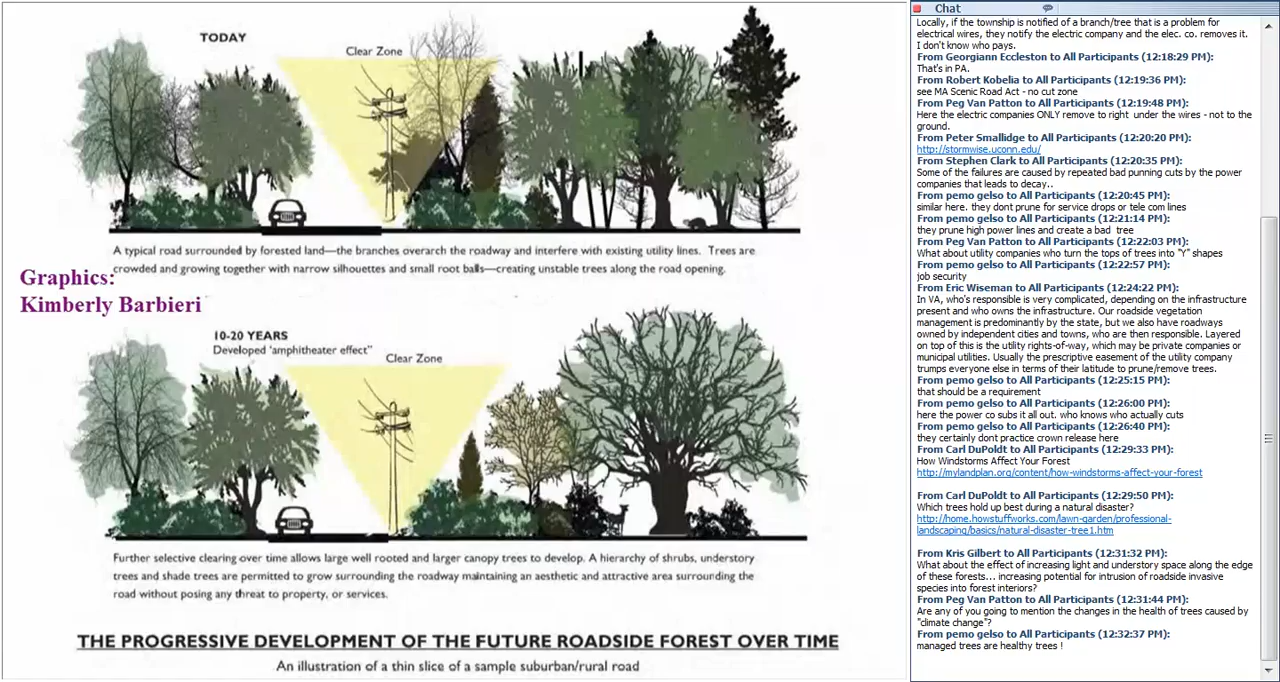 TODAY
Clear Zone
A typical road surrounded by forested land—the branches overarch the roadway and interfere with existing utility lines. Trees are
crowded and growing together with narrow silhouettes and small root balls—creating unstable trees along the road opening.
Graphics:
Kimberly Barbieri
10-20 YEARS
Developed 'amphitheater effect"
Clear Zone
Further selective clearing over time allows large well rooted and larger canopy trees to develop. A hierarchy of shrubs, understory
trees and shade trees are permitted to grow surrounding the roadway maintaining an aesthetic and attractive area surrounding the
road without posing any threat to property, or services.
THE PROGRESSIVE DEVELOPMENT OF THE FUTURE ROADSIDE FOREST OVER TIME
An illustration of a thin slice of a sample suburban/rural road
Chat
Locally, if the township is notified of a branch/tree that is a problem for
electrical wires, they notify the electric company and the elec. co. removes it.
I don't know who pays.
From Georgiann Eccleston to All Participants (12:18:29 PM):
That's in PA.
From Robert Kobelia to All Participants (12:19:36 PM):
see MA Scenic Road Act - no cut zone
From Peg Van Patton to All Participants (12:19:48 PM):
Here the electric companies ONLY remove to right under the wires - not to the
ground.
From Peter Smallidge to All Participants (12:20:20 PM):
http://stormwise.uconn.edu/
From Stephen Clark to All Participants (12:20:35 PM):
Some of the failures are caused by repeated bad punning cuts by the power
companies that leads to decay..
From pemo gelso to All Participants (12:20:45 PM):
similar here. they dont prune for service drops or tele com lines
From pemo gelso to All Participants (12:21:14 PM):
they prune high power lines and create a bad tree
From Peg Van Patton to All Participants (12:22:03 PM):
What about utility companies who turn the tops of trees into "Y" shapes
From pemo gelso to All Participants (12:22:57 PM):
job security
From Eric Wiseman to All Participants (12:24:22 PM):
In VA, who's responsible is very complicated, depending on the infrastructure
present and who owns the infrastructure. Our roadside vegetation
management is predominantly by the state, but we also have roadways
owned by independent cities and towns, who are then responsible. Layered
on top of this is the utility rights-of-way, which may be private companies or
municipal utilities. Usually the prescriptive easement of the utility company
trumps everyone else in terms of their latitude to prune/remove trees.
From pemo gelso to All Participants (12:25:15 PM):
that should be a requirement
From pemo gelso to All Participants (12:26:00 PM):
here the power co subs it all out. who knows who actually cuts
From pemo gelso to All Participants (12:26:40 PM):
they certainly dont practice crown release here
From Carl DuPoldt to All Participants (12:29:33 PM):
How Windstorms Affect Your Forest
http://mylandplan.org/content/how-windstorms-affect-your-forest
From Carl DuPoldt to All Participants (12:29:50 PM):
Which trees hold up best during a natural disaster?
http://home.howstuffworks.com/lawn-garden/professional-
landscaping/basics/natural-disaster-tree1.htm
From Kris Gilbert to All Participants (12:31:32 PM):
What about the effect of increasing light and understory space along the edge
of these forests... increasing potential for intrusion of roadside invasive
species into forest interiors?
From Peg Van Patton to All Participants (12:31:44 PM):
Are any of you going to mention the changes in the health of trees caused by
"climate change"?
From pemo gelso to All Participants (12:32:37 PM):
managed trees are healthy trees !